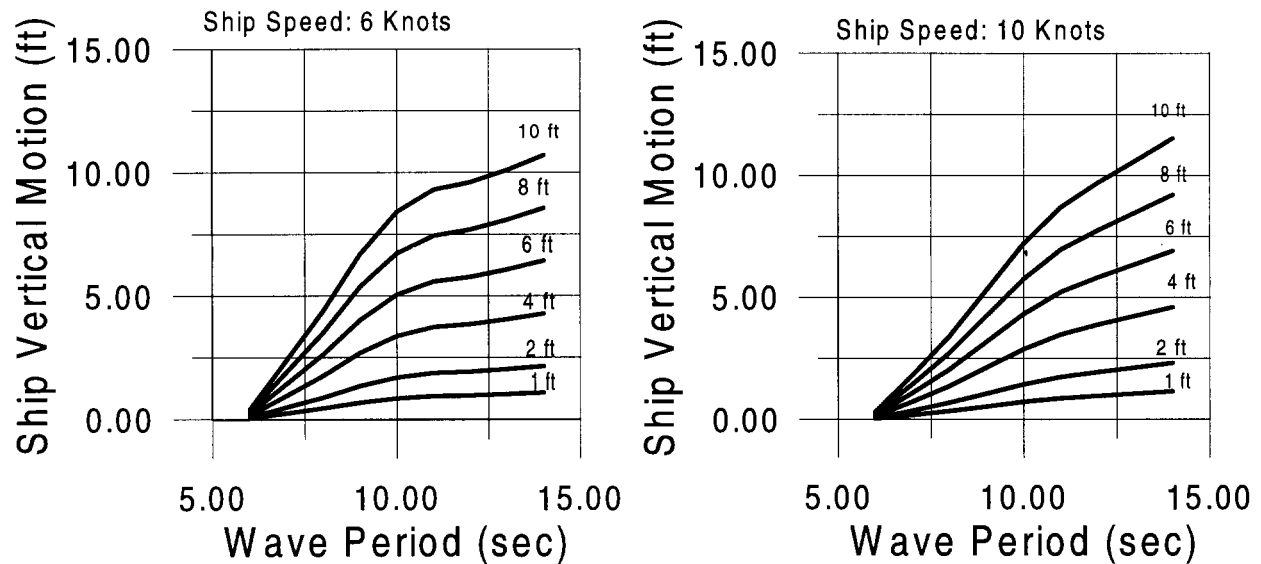 Ship Speed: 6 Knots
Ship Vertical Motion (ft)
15.00
10.00
5.00
0.00
10 ft
8 ft
6 ft
4 ft
2 ft
1 ft
5.00 10.00 15.00
Wave Period (sec)
Ship Speed: 10 Knots
Ship Vertical Motion (ft)
15.00
10.00
5.00
0.00
10 ft
8 ft
6 ft
4 ft
2 ft
1 ft
5.00 10.00 15.00
Wave Period (sec)